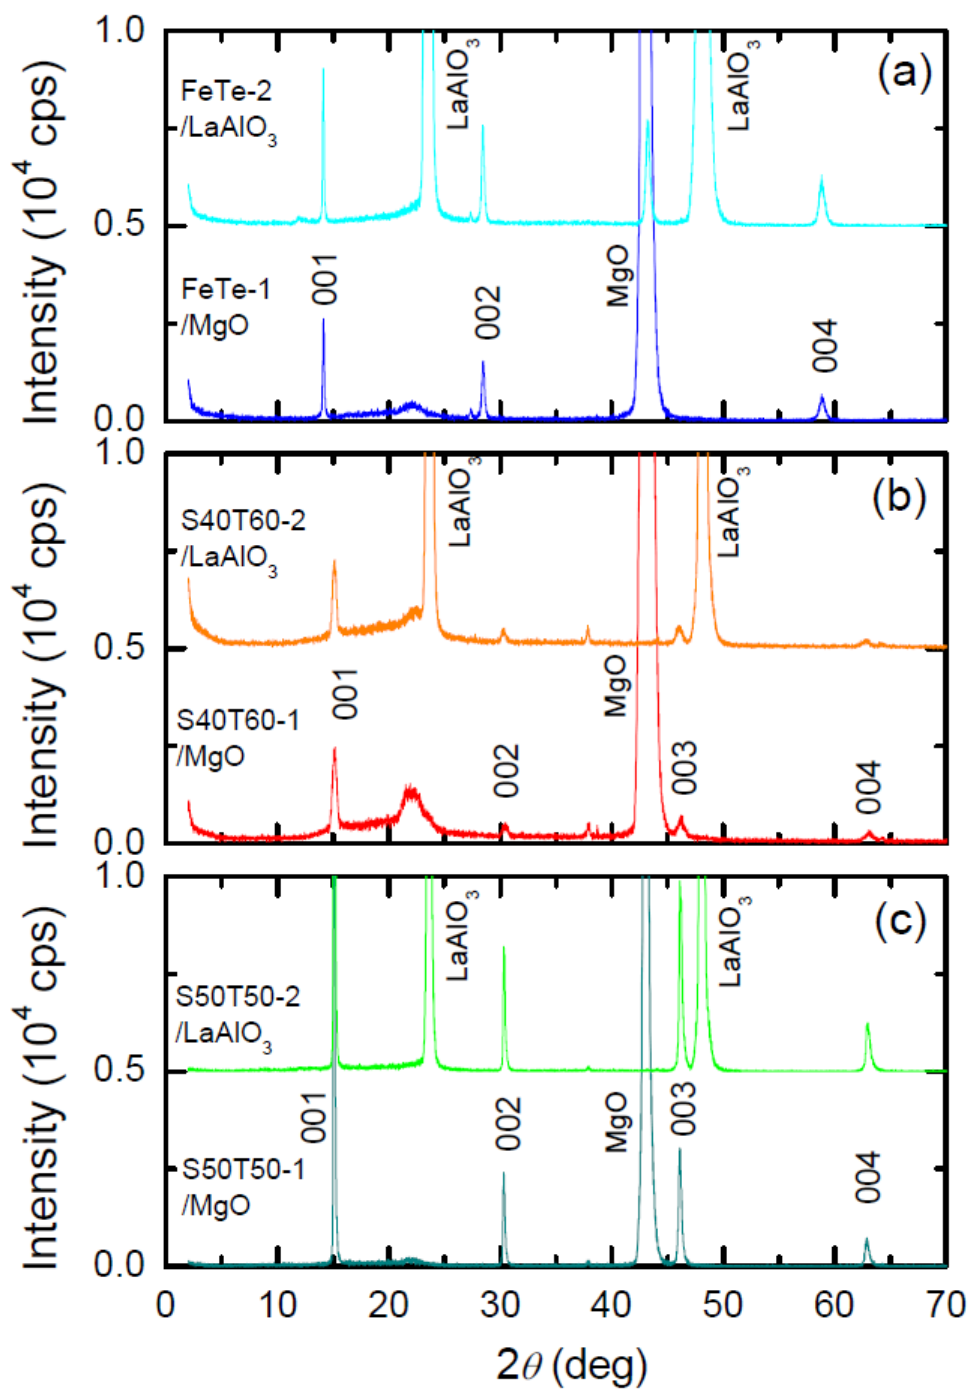 1.0
(a)
FeTe-2
/LaAlO₃
LaAlO₃
LaAlO₃
0.5
FeTe-1
/MgO
001
002
MgO
004
0.0
Intensity (10⁴ cps)
1.0
(b)
S40T60-2
/LaAlO₃
LaAlO₃
LaAlO₃
0.5
S40T60-1
/MgO
001
002
MgO
003
004
0.0
Intensity (10⁴ cps)
1.0
(c)
S50T50-2
/LaAlO₃
LaAlO₃
LaAlO₃
0.5
S50T50-1
/MgO
001
002
MgO
003
004
0.0
Intensity (10⁴ cps)
0 10 20 30 40 50 60 70
2θ (deg)